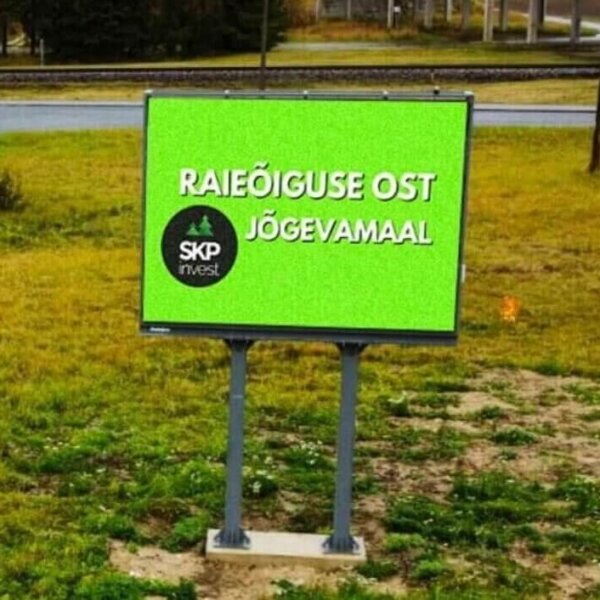 RAIEÕIGUSE OST
JÕGEVAMAAL
SKP
invest